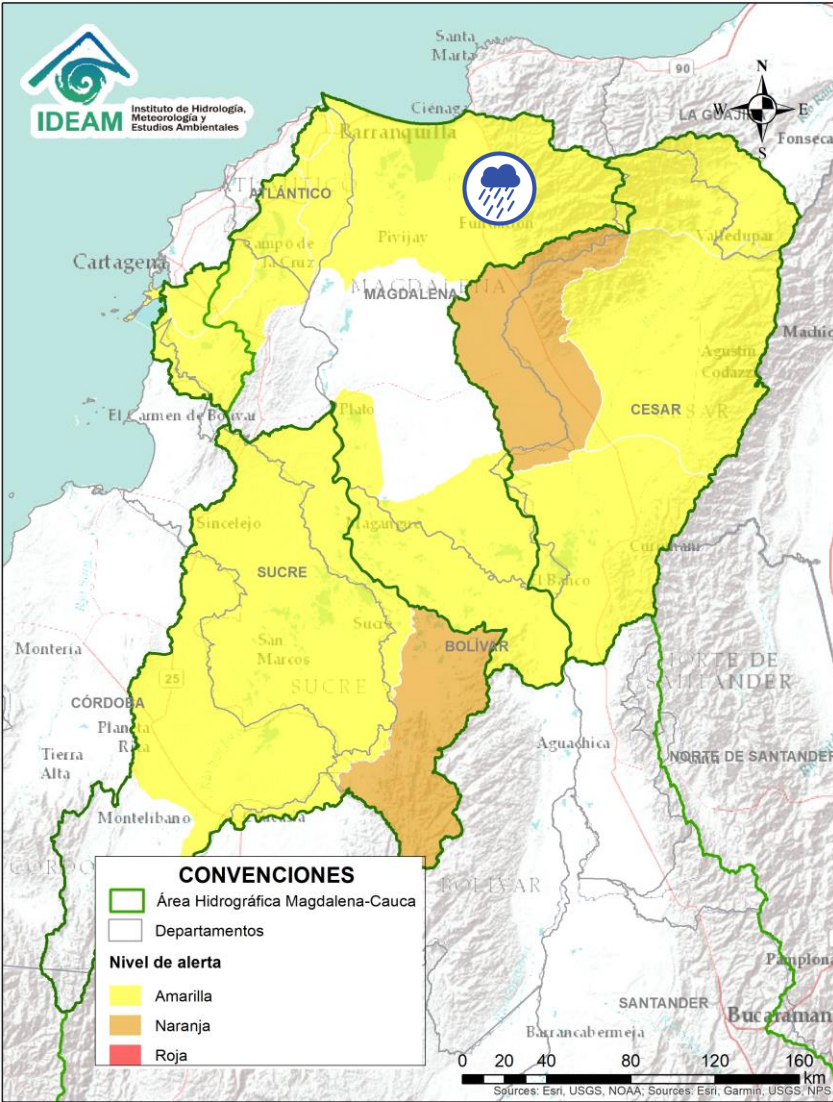 IDEAM
Instituto de Hidrología,
Meteorología y
Estudios Ambientales
Santa
Marta
90
N
W
E
S
LA GUAJIR
Fonseca
Ciénaga
Barranquilla
ATLÁNTICO
Fundación
Valledupar
Campo de
la Cruz
Pivijay
Cartagena
MAGDALENA
MAGDALENA
Agustín
Codazzi
El Carmen de Bolívar
Plato
CESAR
CESAR
Sincelejo
Magangué
SUCRE
El Banco
Sucre
BOLÍVAR
Montería
San
Marcos
SUCRE
NORTE DE
SANTANDER
25
CÓRDOBA
Planeta
Rica
Tierra
Alta
Aguachica
NORTE DE SANTANDER
Montelibano
BOLÍVAR
CONVENCIONES
Área Hidrográfica Magdalena-Cauca
Departamentos
Nivel de alerta
Amarilla
Naranja
Roja
Pamplona
SANTANDER
Bucaraman
Barrancabermeja
0 20 40 80 120 160
km
Sources: Esri, USGS, NOAA; Sources: Esri, Garmin, USGS, NPS